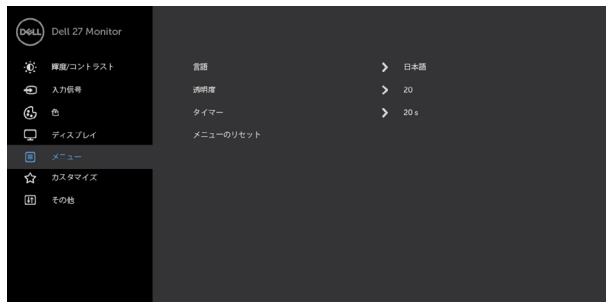 DELL Dell 27 Monitor
輝度/コントラスト
入力信号
色
ディスプレイ
メニュー
カスタマイズ
その他
言語 日本語
透明度 20
タイマー 20 s
メニューのリセット